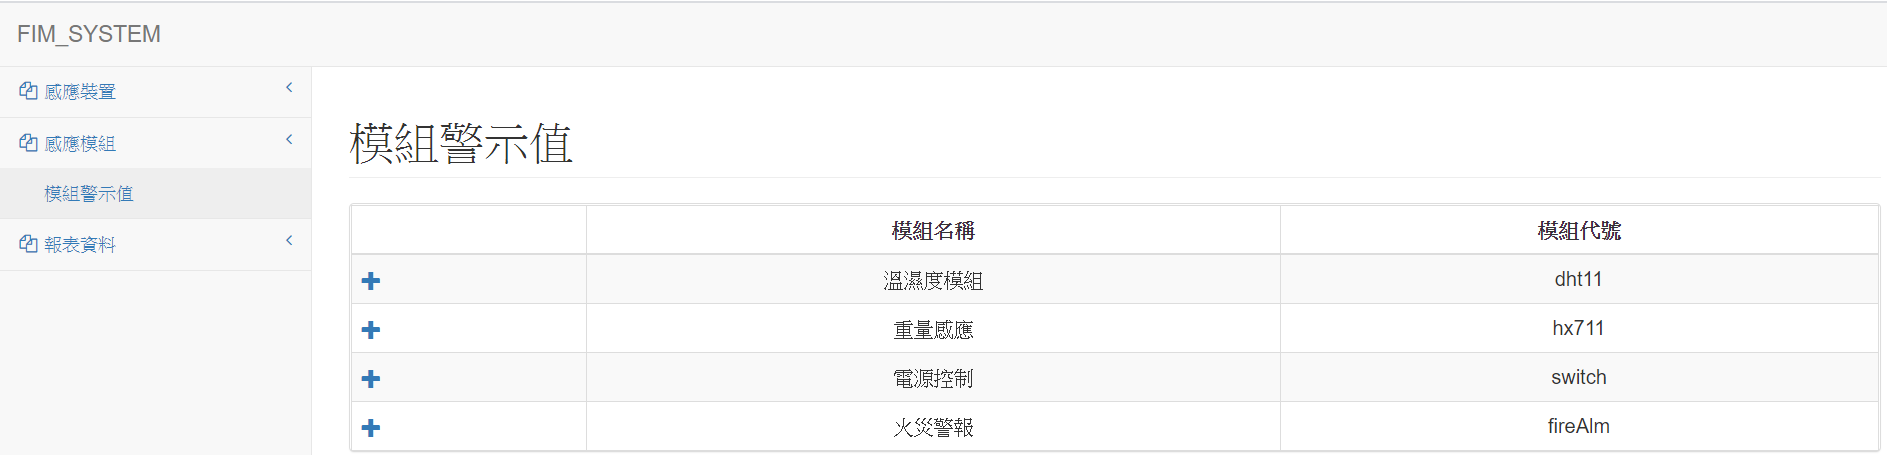 FIM_SYSTEM
感應裝置
感應模組
模組警示值
報表資料
模組警示值
模組名稱 模組代號
溫濕度模組 dht11
重量感應 hx711
電源控制 switch
火災警報 fireAlm